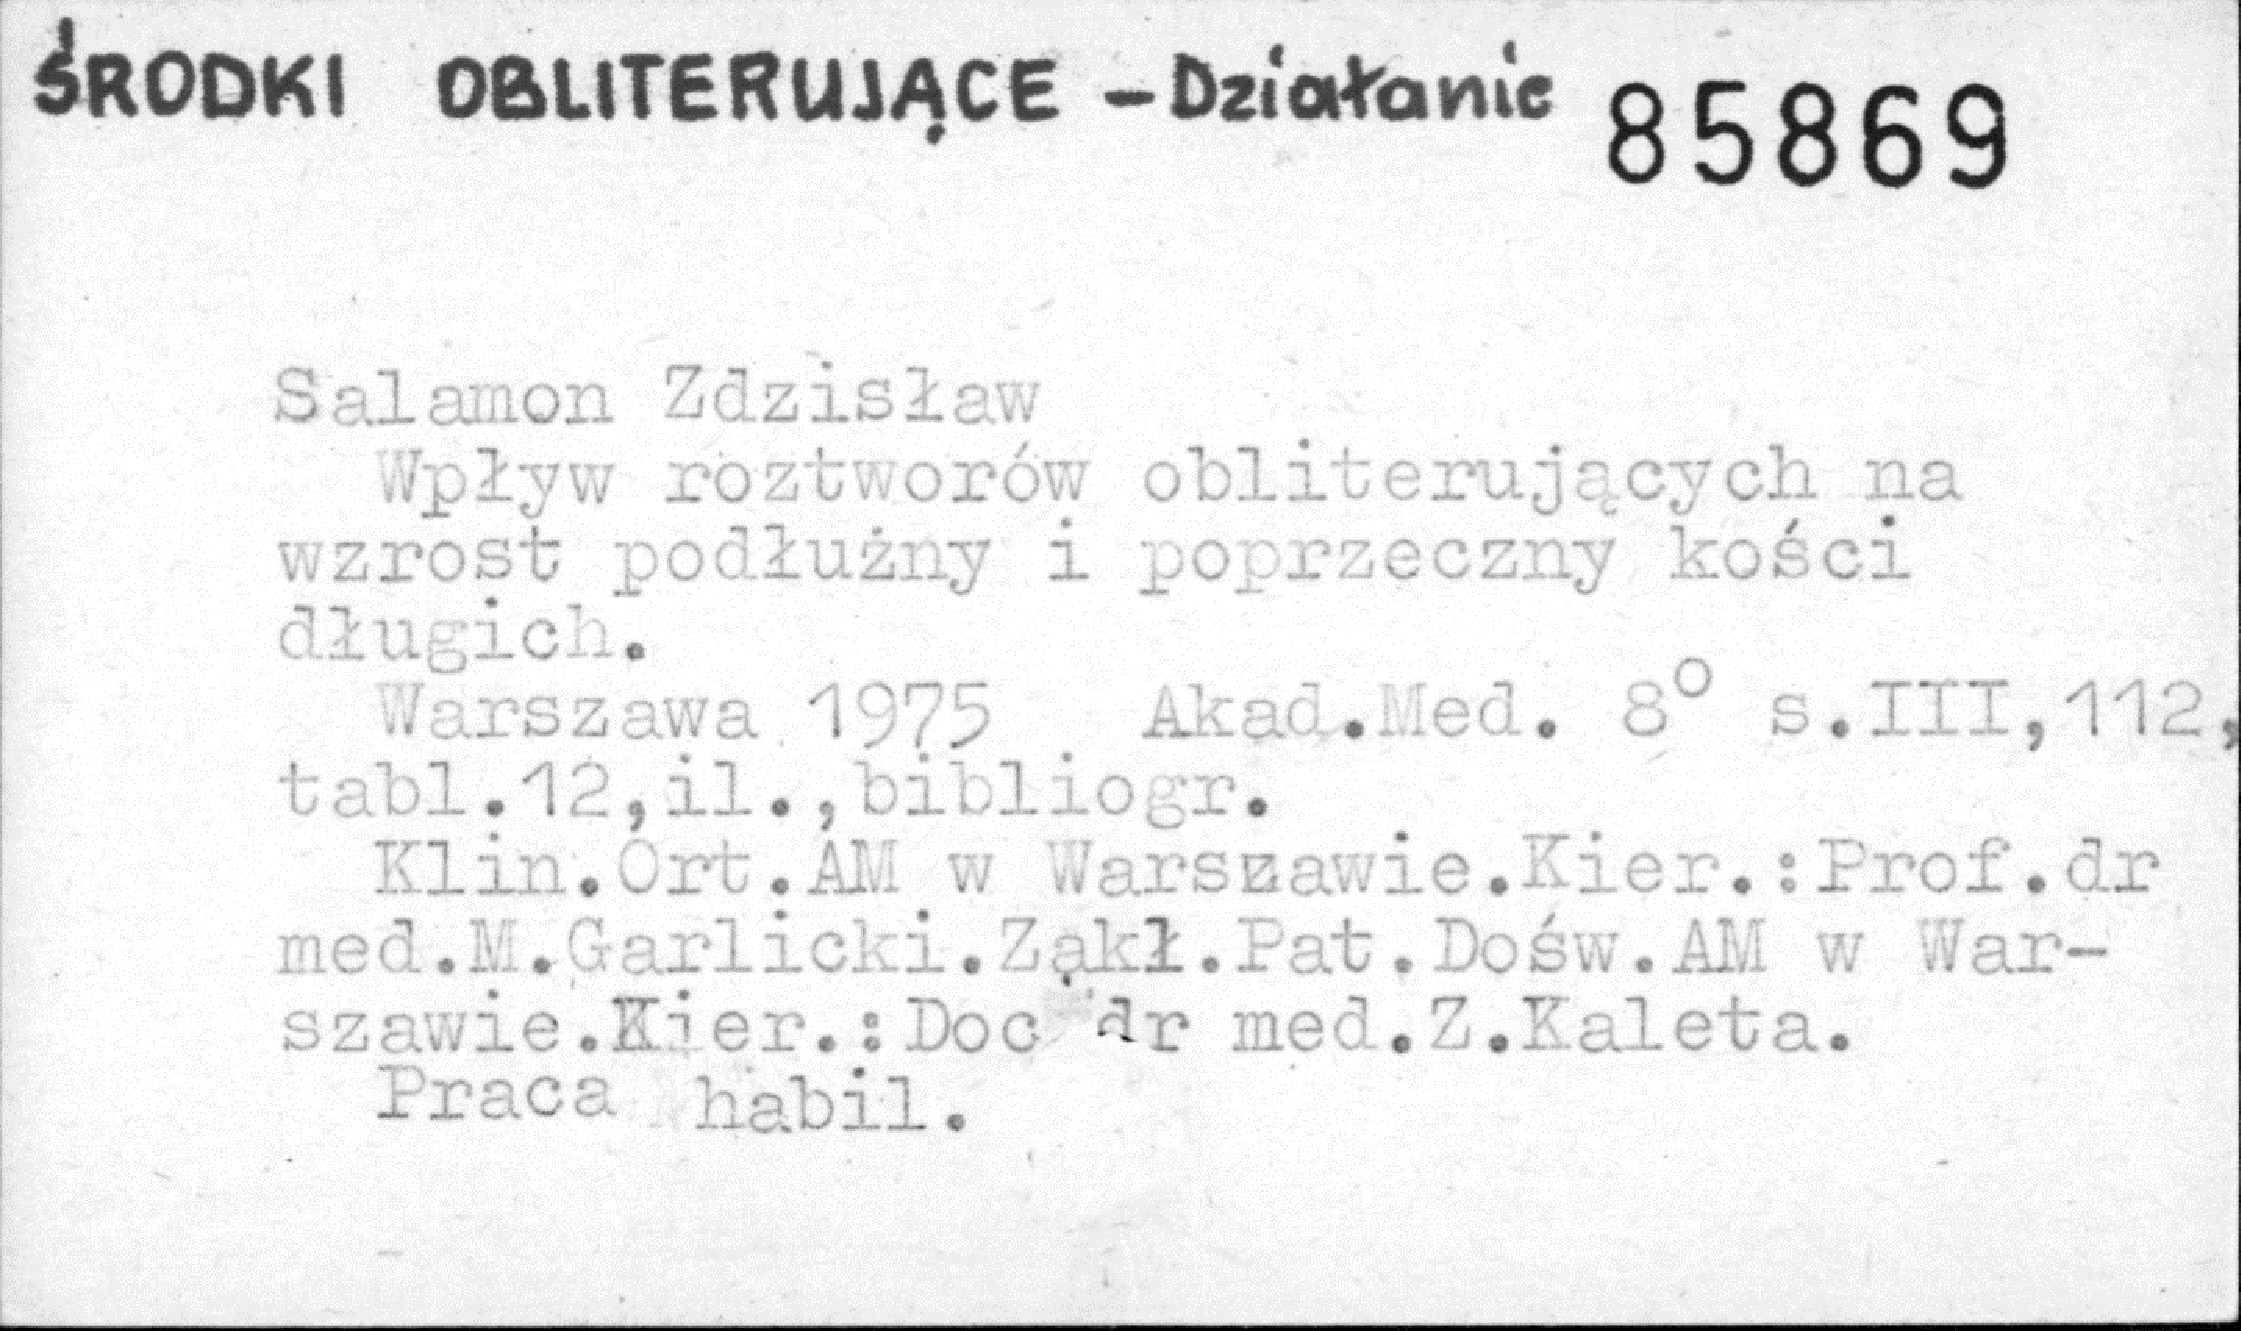 ŚRODKI OBLITERUJĄCE - Działanie 85869
Salamon Zdzisław
Wpływ roztworów obliterujących na
wzrost podłużny i poprzeczny kości
długich.
Warszawa 1975 Akad.Med. 8° s.III,112,
tabl.12,il.,bibliogr.
Klin.Ort.AM w Warszawie.Kier.:Prof.dr
med.M.Garlicki.Zakł.Pat.Dośw.AM w War-
szawie.Kier.:Doc dr med.Z.Kaleta.
Praca habil.